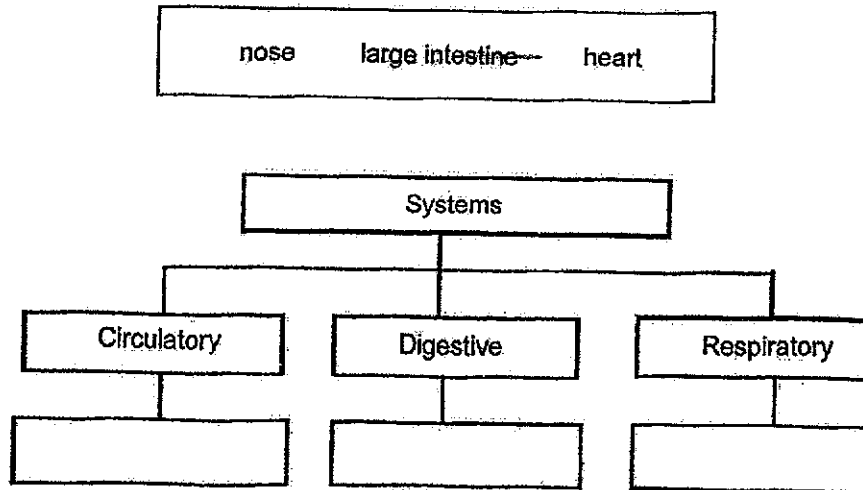 nose large intestine heart
Systems
Circulatory Digestive Respiratory